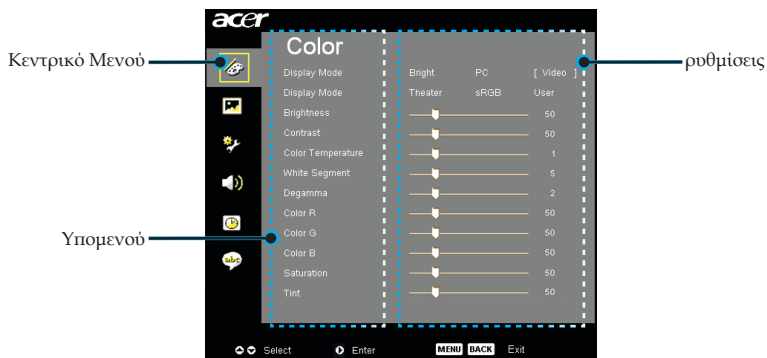 acer
Color
Κεντρικό Μενού
ρυθμίσεις
Display Mode Bright PC [ Video ]
Display Mode Theater sRGB User
Brightness 50
Contrast 50
Color Temperature 1
White Segment 5
Degamma 2
Color R 50
Color G 50
Υπομενού
Color B 50
abc
Saturation 50
Tint 50
Select Enter MENU BACK Exit